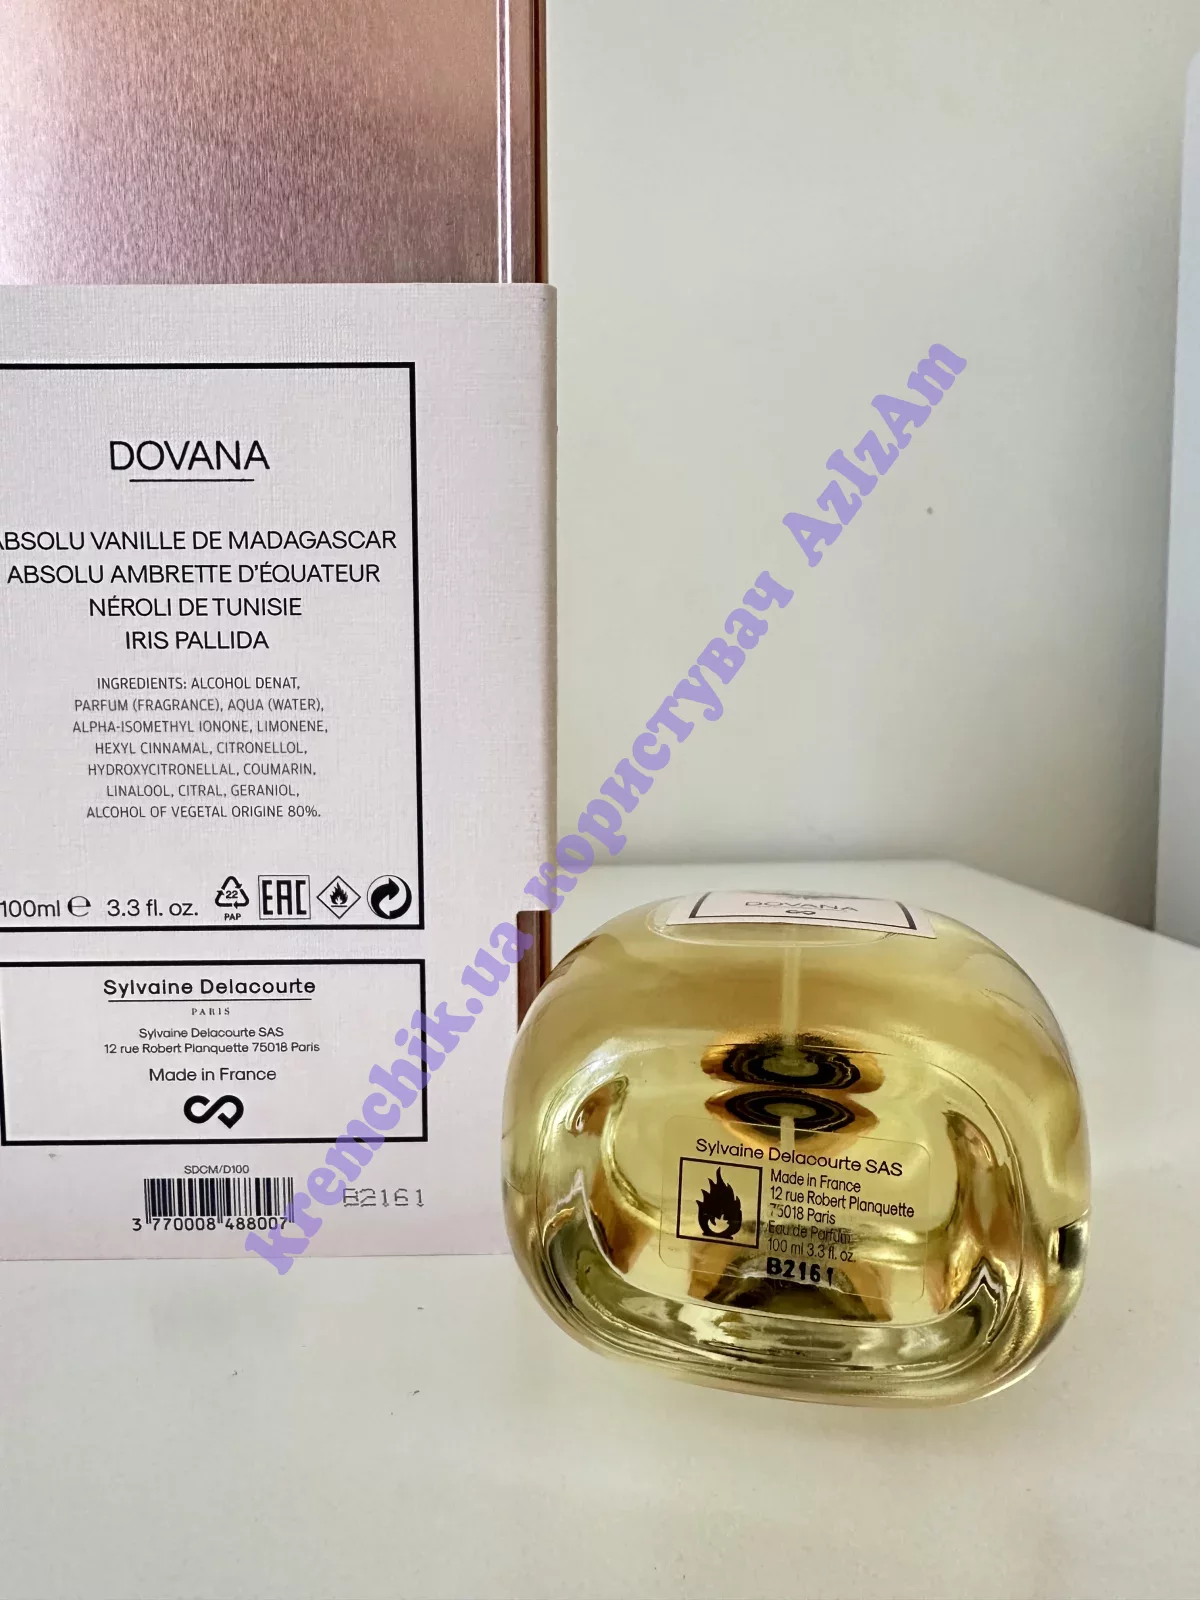 DOVANA
ABSOLU VANILLE DE MADAGASCAR
ABSOLU AMBRETTE D'ÉQUATEUR
NÉROLI DE TUNISIE
IRIS PALLIDA
INGREDIENTS: ALCOHOL DENAT,
PARFUM (FRAGRANCE), AQUA (WATER),
ALPHA-ISOMETHYL IONONE, LIMONENE,
HEXYL CINNAMAL, CITRONELLOL,
HYDROXYCITRONELLAL, COUMARIN,
LINALOOL, CITRAL, GERANIOL,
ALCOHOL OF VEGETAL ORIGINE 80%.
100ml ℮ 3.3 fl. oz.
22
PAP
EAC
Sylvaine Delacourte
PARIS
Sylvaine Delacourte SAS
12 rue Robert Planquette 75018 Paris
Made in France
SDCM/D100
3 770008 488007
B2161
DOVANA
Sylvaine Delacourte SAS
Made in France
12 rue Robert Planquette
75018 Paris
Eau de Parfum
100 ml 3.3 fl. oz.
B2161
kremchik.ua користувач AzIzAm